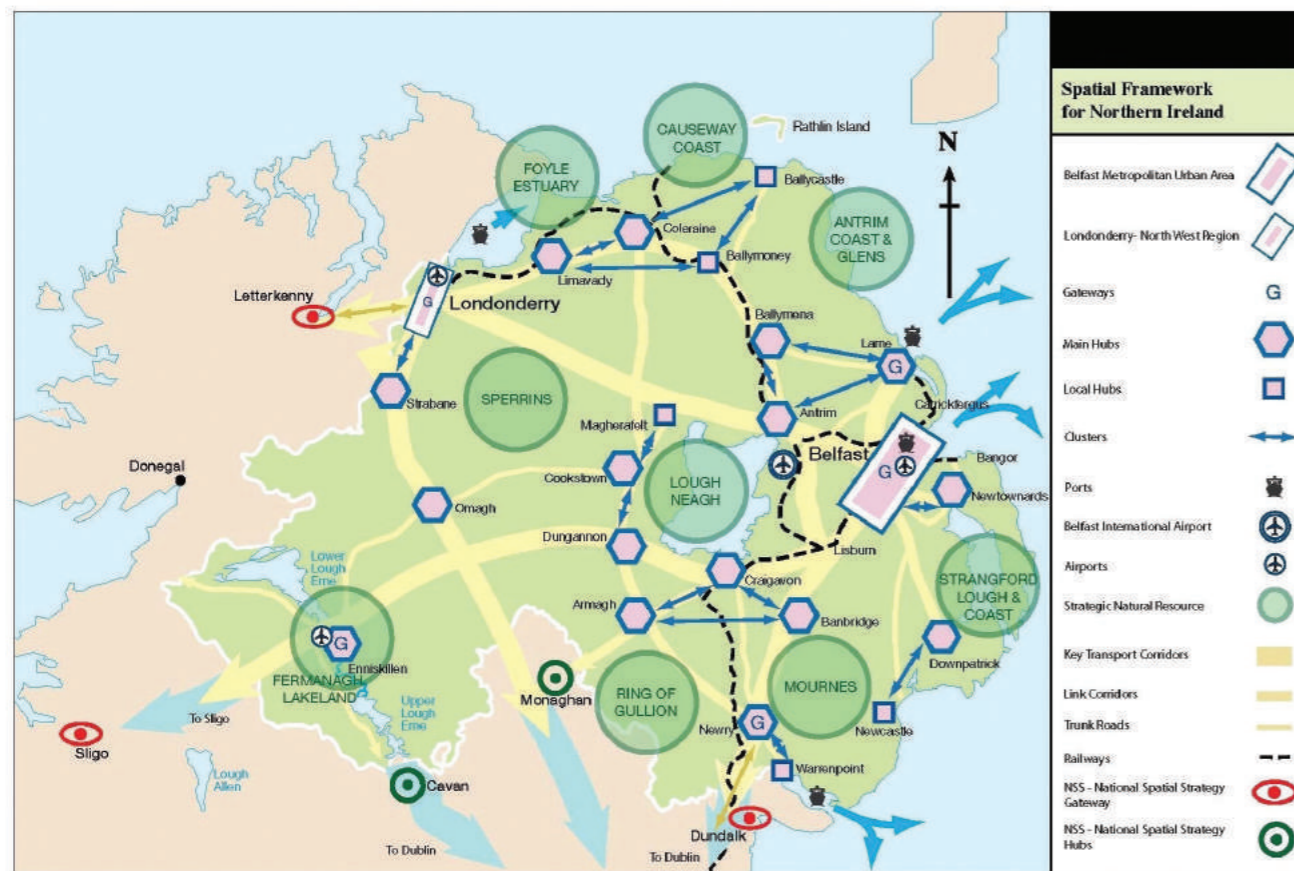 Spatial Framework
for Northern Ireland
Belfast Metropolitan Urban Area
Londonderry- North West Region
Gateways
G
Main Hubs
Local Hubs
Clusters
Ports
Belfast International Airport
Airports
Strategic Natural Resource
Key Transport Corridors
Link Corridors
Trunk Roads
Railways
NSS - National Spatial Strategy
Gateway
NSS - National Spatial Strategy
Hubs
N
Rathlin Island
CAUSEWAY
COAST
FOYLE
ESTUARY
Ballycastle
ANTRIM
COAST &
GLENS
Coleraine
Limavady
Ballymoney
Letterkenny
G
Londonderry
Ballymena
Larne
G
Strabane
SPERRINS
Magherafelt
Antrim
Carrickfergus
Belfast
G
Bangor
Donegal
Cookstown
LOUGH
NEAGH
Newtownards
Omagh
Dungannon
Lisburn
Lower
Lough
Erne
Craigavon
STRANGFORD
LOUGH &
COAST
Armagh
Banbridge
G
Enniskillen
FERMANAGH
LAKELAND
Downpatrick
Monaghan
RING OF
GULLION
MOURNES
Upper
Lough
Erne
To Sligo
Sligo
Newry
G
Newcastle
Lough
Allen
Cavan
Warrenpoint
Dundalk
To Dublin
To Dublin